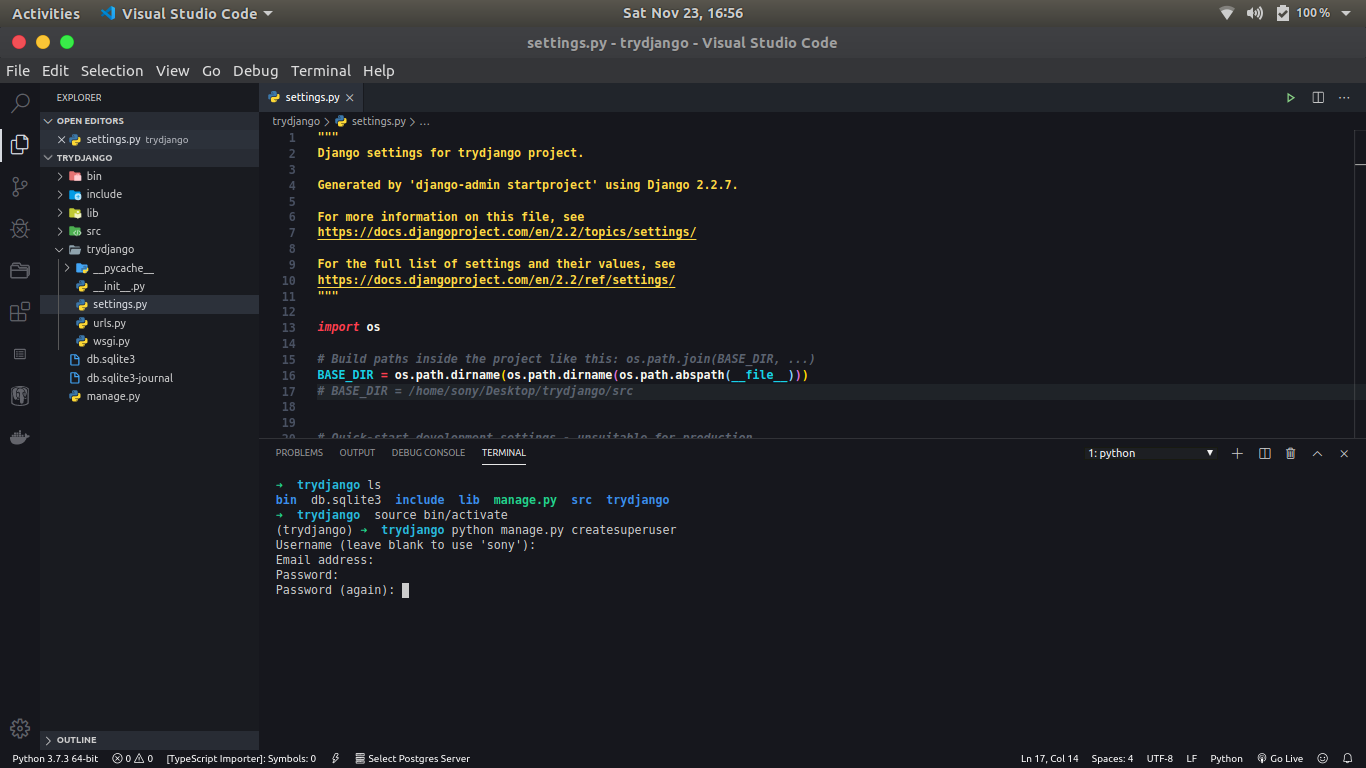 Activities Visual Studio Code Sat Nov 23, 16:56 100 %
settings.py - trydjango - Visual Studio Code
File Edit Selection View Go Debug Terminal Help
EXPLORER
OPEN EDITORS
settings.py trydjango
TRYDJANGO
bin
include
lib
src
trydjango
__pycache__
__init__.py
settings.py
urls.py
wsgi.py
db.sqlite3
db.sqlite3-journal
manage.py
OUTLINE
settings.py
trydjango > settings.py > ...
1 """
2 Django settings for trydjango project.
3
4 Generated by 'django-admin startproject' using Django 2.2.7.
5
6 For more information on this file, see
7 https://docs.djangoproject.com/en/2.2/topics/settings/
8
9 For the full list of settings and their values, see
10 https://docs.djangoproject.com/en/2.2/ref/settings/
11 """
12
13 import os
14
15 # Build paths inside the project like this: os.path.join(BASE_DIR, ...)
16 BASE_DIR = os.path.dirname(os.path.dirname(os.path.abspath(__file__)))
17 # BASE_DIR = /home/sony/Desktop/trydjango/src
18
19
20 # Quick-start development settings - unsuitable for production
PROBLEMS OUTPUT DEBUG CONSOLE TERMINAL 1: python
➜ trydjango ls
bin db.sqlite3 include lib manage.py src trydjango
➜ trydjango source bin/activate
(trydjango) ➜ trydjango python manage.py createsuperuser
Username (leave blank to use 'sony'):
Email address:
Password:
Password (again):
Python 3.7.3 64-bit 0 0 [TypeScript Importer]: Symbols: 0 Select Postgres Server Ln 17, Col 14 Spaces: 4 UTF-8 LF Python Go Live